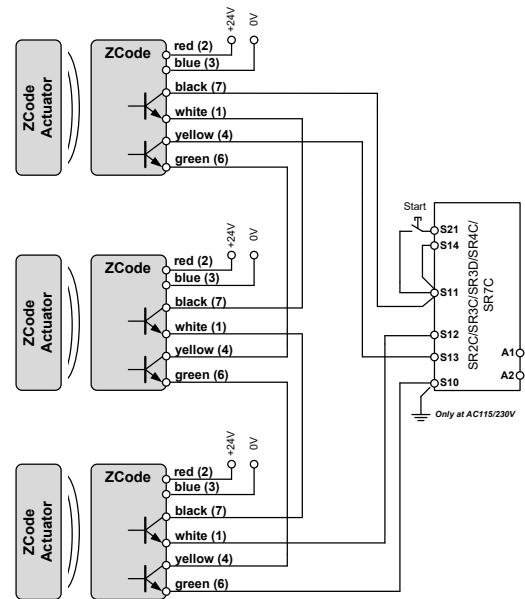 +24V
0V
red (2)
blue (3)
ZCode
black (7)
white (1)
yellow (4)
green (6)
ZCode
Actuator
+24V
0V
red (2)
blue (3)
ZCode
black (7)
white (1)
yellow (4)
green (6)
ZCode
Actuator
Start
S21
S14
S11
S12
S13
S10
SR2C/SR3C/SR3D/SR4C/
SR7C
A1
A2
Only at AC115/230V
+24V
0V
red (2)
blue (3)
ZCode
black (7)
white (1)
yellow (4)
green (6)
ZCode
Actuator